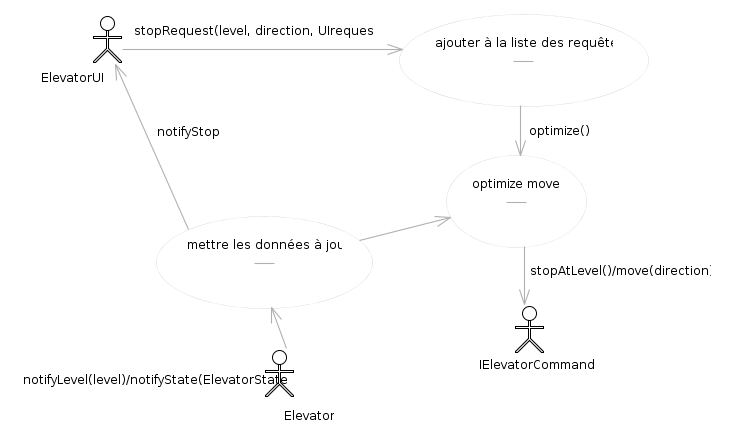 stopRequest(level, direction, UIreques
ajouter à la liste des requête
ElevatorUI
notifyStop
optimize()
optimize move
mettre les données à jou
stopAtLevel()/move(direction)
IElevatorCommand
notifyLevel(level)/notifyState(ElevatorState
Elevator